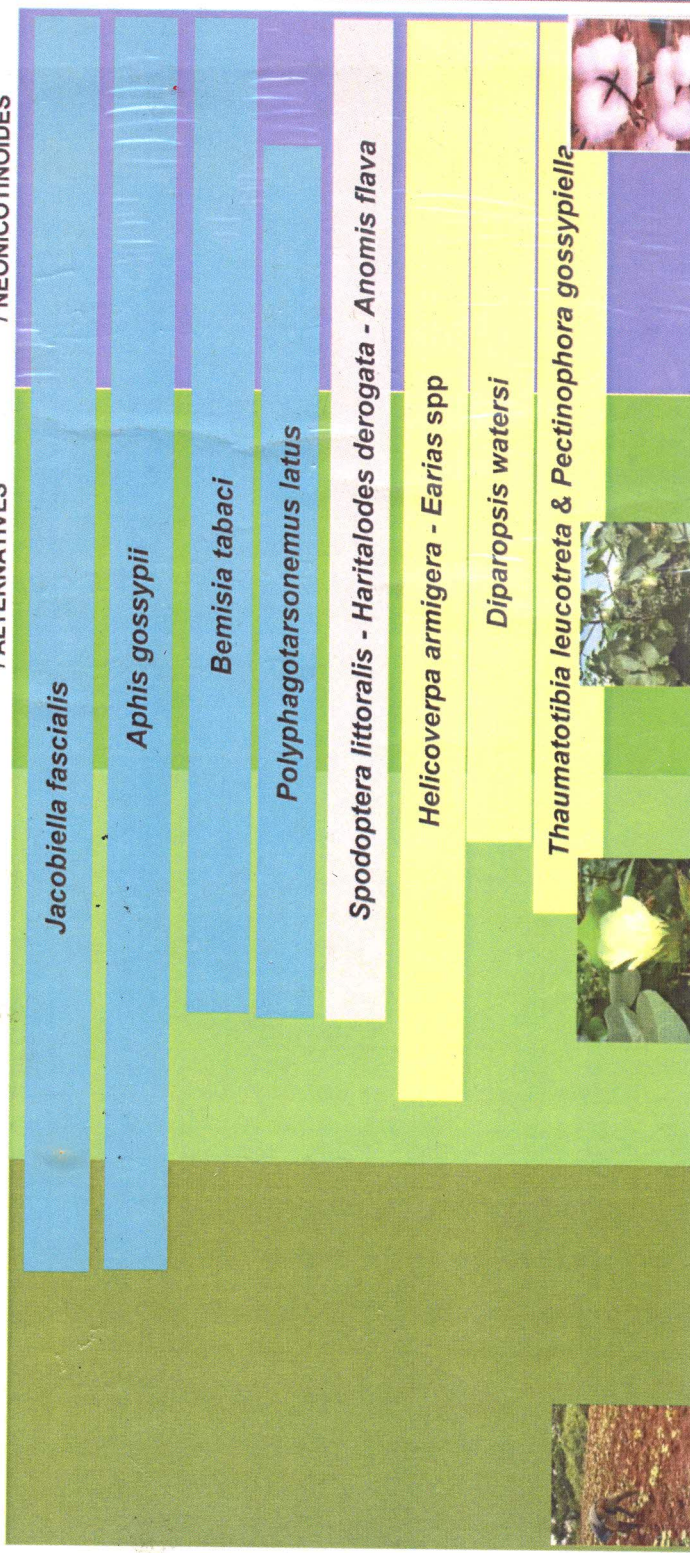 / ALTERNATIVES
/ NEONICOTINOIDES
Jacobiella fascialis
Aphis gossypii
Bemisia tabaci
Polyphagotarsonemus latus
Spodoptera littoralis - Haritalodes derogata - Anomis flava
Helicoverpa armigera - Earias spp
Diparopsis watersi
Thaumatotibia leucotreta & Pectinophora gossypiella